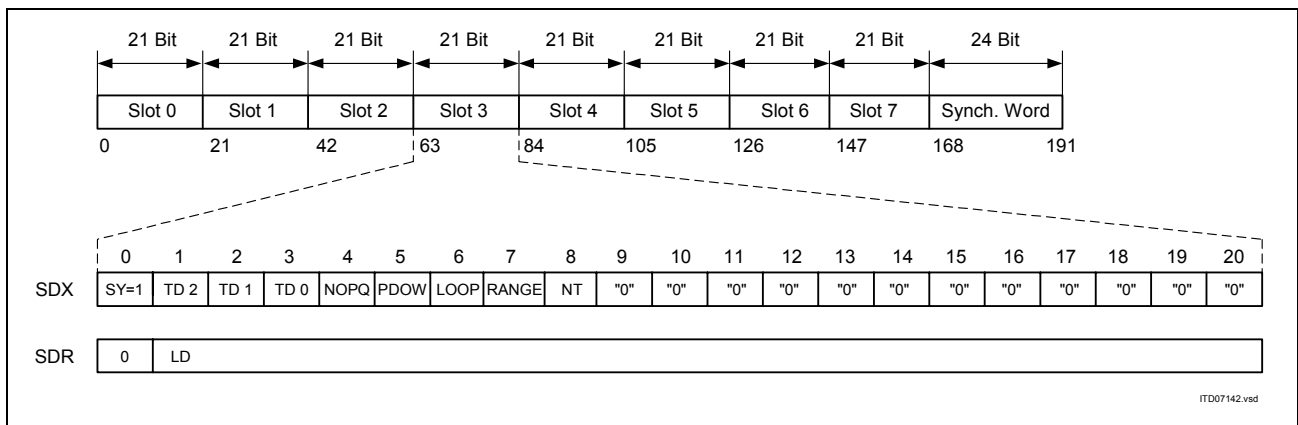 21 Bit 21 Bit 21 Bit 21 Bit 21 Bit 21 Bit 21 Bit 21 Bit 24 Bit
Slot 0 Slot 1 Slot 2 Slot 3 Slot 4 Slot 5 Slot 6 Slot 7 Synch. Word
0 21 42 63 84 105 126 147 168 191
0 1 2 3 4 5 6 7 8 9 10 11 12 13 14 15 16 17 18 19 20
SDX SY=1 TD 2 TD 1 TD 0 NOPQ PDOW LOOP RANGE NT "0" "0" "0" "0" "0" "0" "0" "0" "0" "0" "0" "0"
SDR 0 LD
ITD07142.vsd